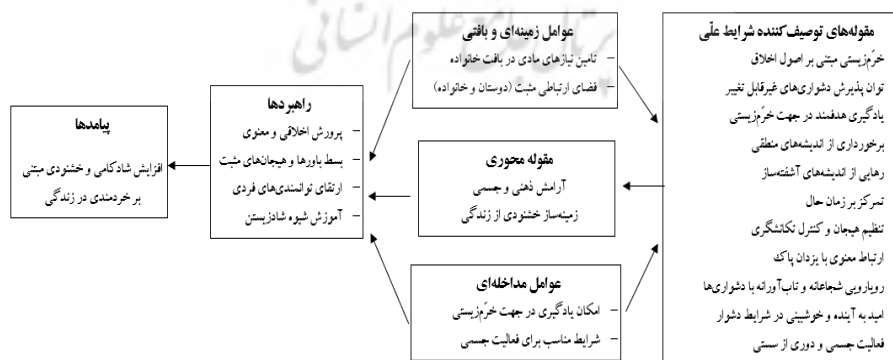 پرتال جامع علوم انسانی
مقوله‌های توصیف‌کننده شرایط علّی
خرّم‌زیستی مبتنی بر اصول اخلاق
توان پذیرش دشواری‌های غیرقابل تغییر
یادگیری هدفمند در جهت خرّم‌زیستی
برخورداری از اندیشه‌های منطقی
رهایی از اندیشه‌های آشفته‌ساز
تمرکز بر زمان حال
تنظیم هیجان و کنترل تکانشگری
ارتباط معنوی با یزدان پاک
رویارویی شجاعانه و تاب‌آورانه با دشواری‌ها
امید به آینده و خوشبینی در شرایط دشوار
فعالیت جسمی و دوری از سستی
عوامل زمینه‌ای و بافتی
– تامین نیازهای مادی در بافت خانواده
– فضای ارتباطی مثبت (دوستان و خانواده)
مقوله محوری
آرامش ذهنی و جسمی
زمینه‌ساز خشنودی از زندگی
عوامل مداخله‌ای
– امکان یادگیری در جهت خرّم‌زیستی
– شرایط مناسب برای فعالیت جسمی
راهبردها
– پرورش اخلاقی و معنوی
– بسط باورها و هیجان‌های مثبت
– ارتقای توانمندی‌های فردی
– آموزش شیوه شادزیستن
پیامدها
افزایش شادکامی و خشنودی مبتنی
بر خردمندی در زندگی